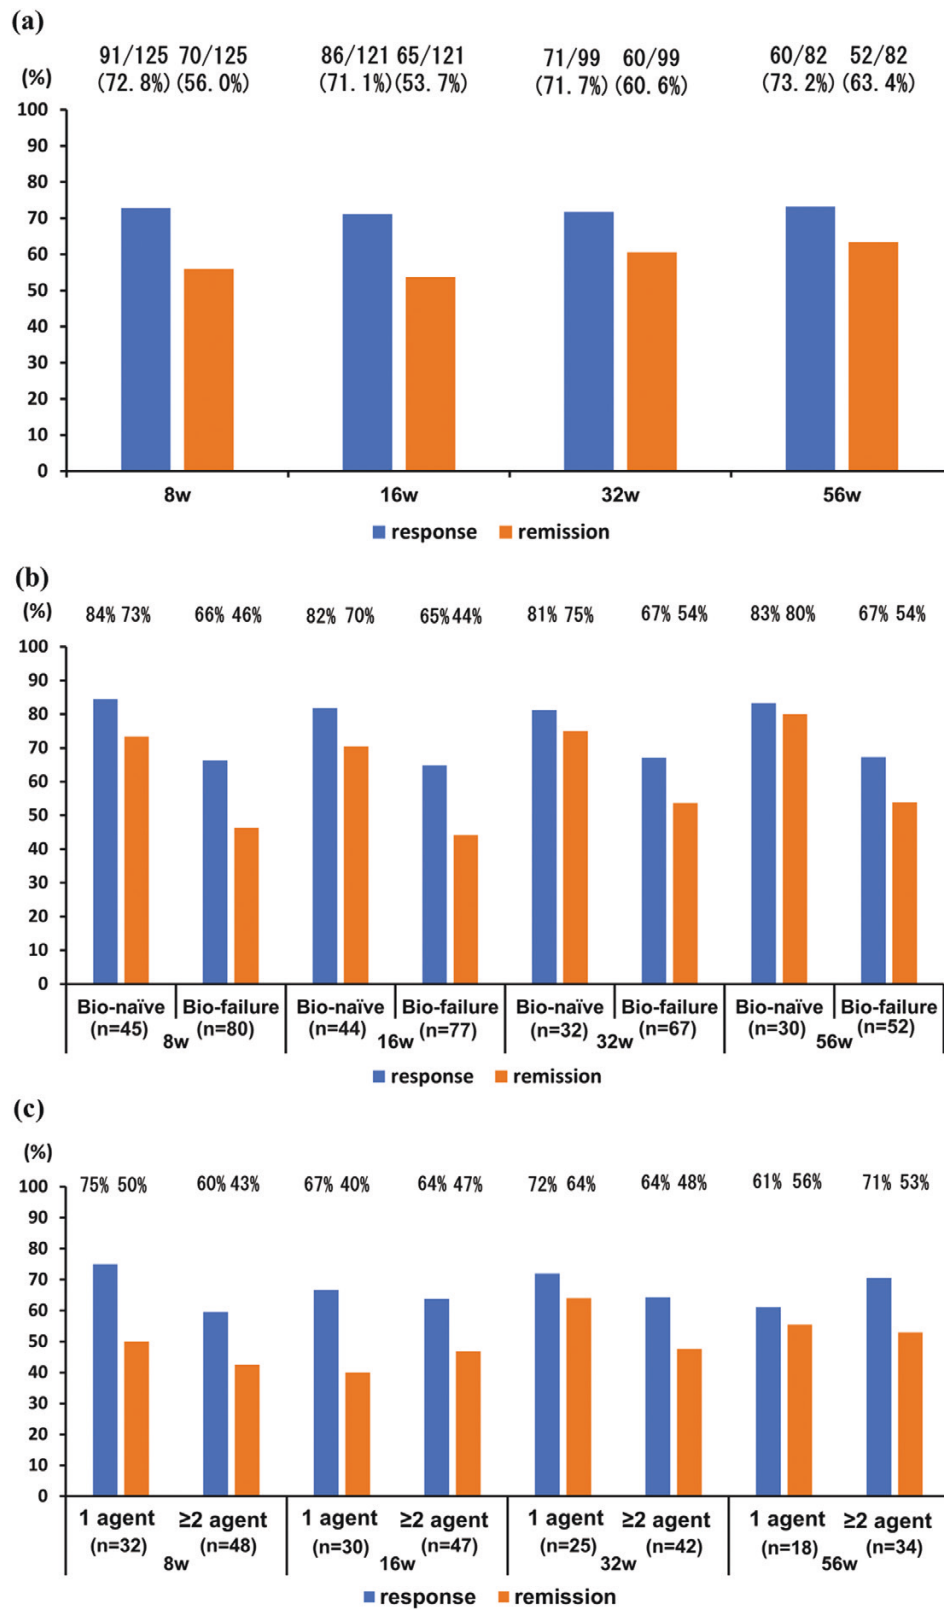 (a)
91/125 70/125 86/121 65/121 71/99 60/99 60/82 52/82
(%) (72.8%) (56.0%) (71.1%) (53.7%) (71.7%) (60.6%) (73.2%) (63.4%)
100
90
80
70
60
50
40
30
20
10
0
8w 16w 32w 56w
response remission
(b)
(%) 84% 73% 66% 46% 82% 70% 65% 44% 81% 75% 67% 54% 83% 80% 67% 54%
100
90
80
70
60
50
40
30
20
10
0
Bio-naïve Bio-failure Bio-naïve Bio-failure Bio-naïve Bio-failure Bio-naïve Bio-failure
(n=45) (n=80) (n=44) (n=77) (n=32) (n=67) (n=30) (n=52)
8w 16w 32w 56w
response remission
(c)
(%)
75% 50% 60% 43% 67% 40% 64% 47% 72% 64% 64% 48% 61% 56% 71% 53%
100
90
80
70
60
50
40
30
20
10
0
1 agent ≥2 agent 1 agent ≥2 agent 1 agent ≥2 agent 1 agent ≥2 agent
(n=32) (n=48) (n=30) (n=47) (n=25) (n=42) (n=18) (n=34)
8w 16w 32w 56w
response remission